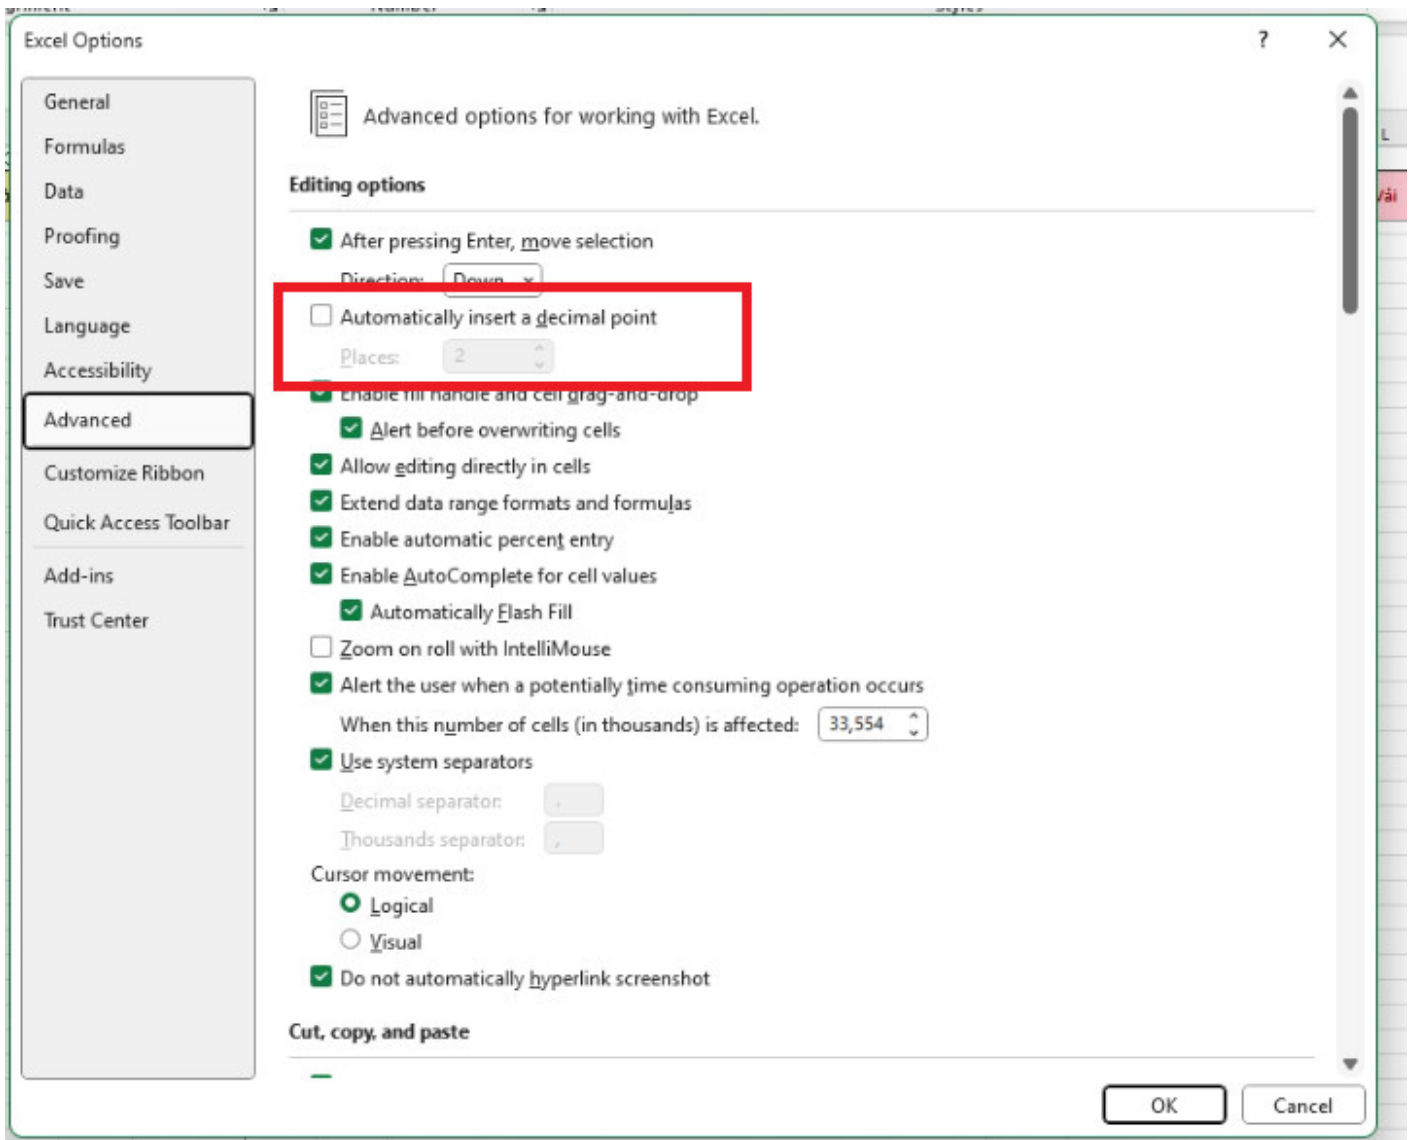 Number
Styles
Excel Options
General
Formulas
Data
Proofing
Save
Language
Accessibility
Advanced
Customize Ribbon
Quick Access Toolbar
Add-ins
Trust Center
Advanced options for working with Excel.
Editing options
After pressing Enter, move selection
Direction: Down
Automatically insert a decimal point
Places: 2
Enable fill handle and cell drag-and-drop
Alert before overwriting cells
Allow editing directly in cells
Extend data range formats and formulas
Enable automatic percent entry
Enable AutoComplete for cell values
Automatically Flash Fill
Zoom on roll with IntelliMouse
Alert the user when a potentially time consuming operation occurs
When this number of cells (in thousands) is affected: 33,554
Use system separators
Decimal separator: .
Thousands separator: ,
Cursor movement:
Logical
Visual
Do not automatically hyperlink screenshot
Cut, copy, and paste
OK Cancel
L